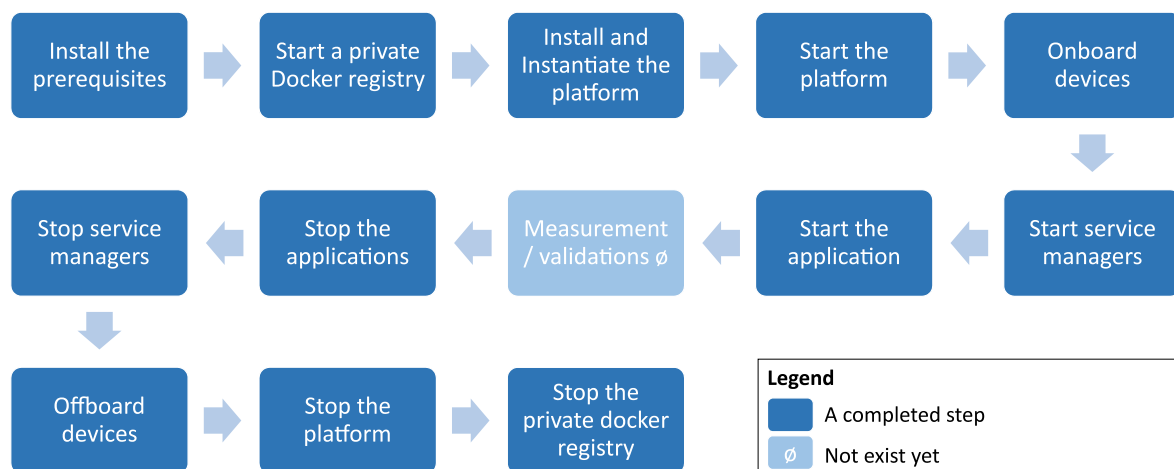 Install the
prerequisites
Start a private
Docker registry
Install and
Instantiate the
platform
Start the
platform
Onboard
devices
Start service
managers
Start the
application
Measurement
/ validations ø
Stop the
applications
Stop service
managers
Offboard
devices
Stop the
platform
Stop the
private docker
registry
Legend
A completed step
ø Not exist yet